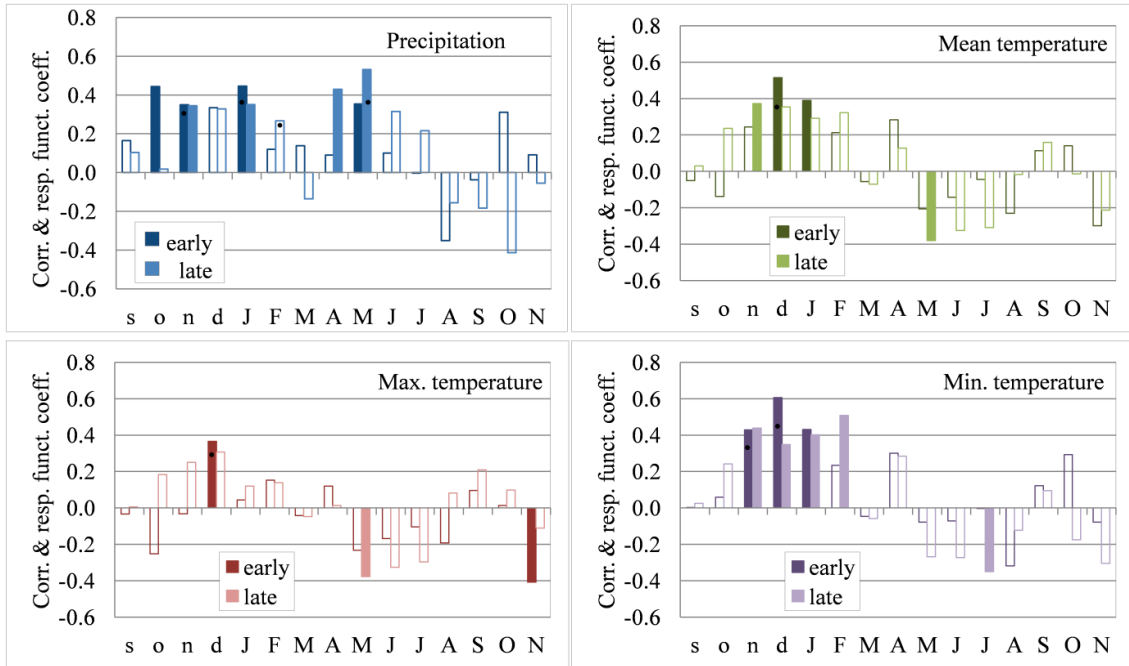 Precipitation
Corr. & resp. funct. coeff.
0.8
0.6
0.4
0.2
0.0
-0.2
-0.4
-0.6
early
late
s o n d J F M A M J J A S O N
Mean temperature
Corr. & resp. funct. coeff.
0.8
0.6
0.4
0.2
0.0
-0.2
-0.4
-0.6
early
late
s o n d J F M A M J J A S O N
Max. temperature
Corr. & resp. funct. coeff.
0.8
0.6
0.4
0.2
0.0
-0.2
-0.4
-0.6
early
late
s o n d J F M A M J J A S O N
Min. temperature
Corr. & resp. funct. coeff.
0.8
0.6
0.4
0.2
0.0
-0.2
-0.4
-0.6
early
late
s o n d J F M A M J J A S O N